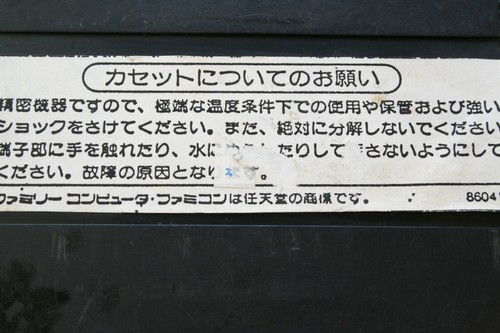 カセットについてのお願い
精密機器ですので、極端な温度条件下での使用や保管および強い
ショックをさけてください。また、絶対に分解しないでください
端子部に手を触れたり、水に たりして さないようにして
ください。故障の原因となり す。
ファミリー コンピュータ・ファミコンは任天堂の商標です。 8604